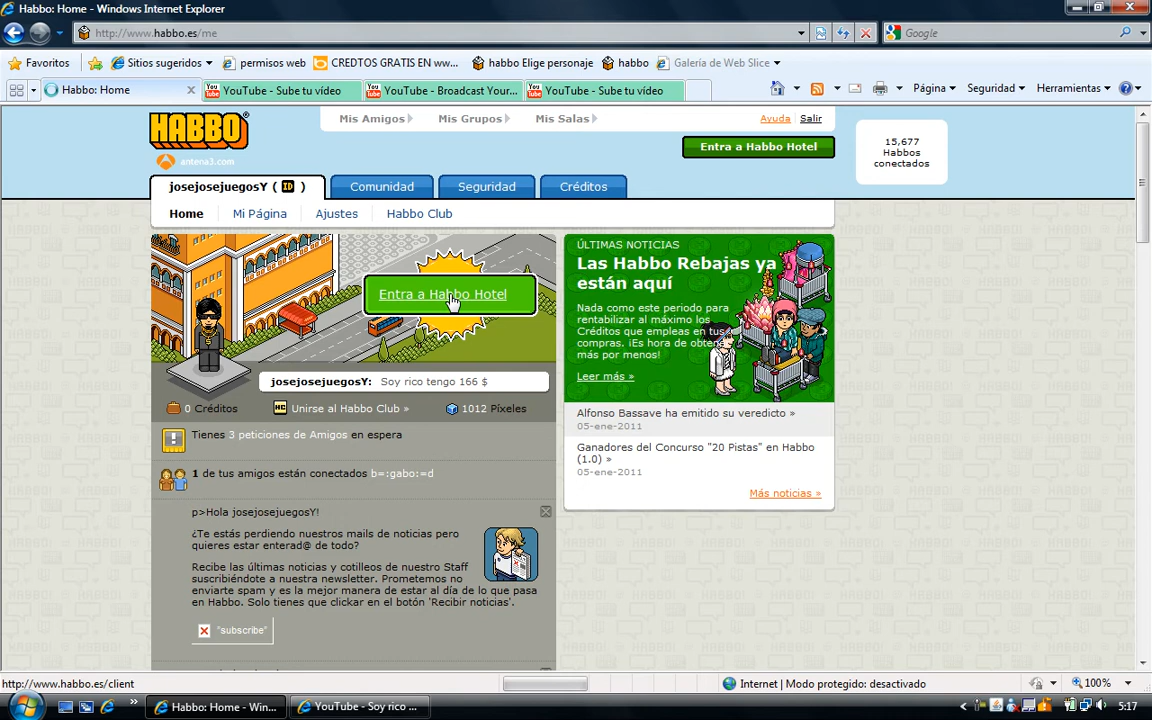 Habbo: Home - Windows Internet Explorer
http://www.habbo.es/me
Google
Favoritos
Sitios sugeridos
permisos web
CREDTOS GRATIS EN ww...
habbo Elige personaje
habbo
Galería de Web Slice
Habbo: Home
YouTube - Sube tu vídeo
YouTube - Broadcast Your...
YouTube - Sube tu vídeo
Página
Seguridad
Herramientas
HABBO
antena3.com
Mis Amigos
Mis Grupos
Mis Salas
Ayuda
Salir
Entra a Habbo Hotel
15,677
Habbos
conectados
josejosejuegosY ( ID )
Comunidad
Seguridad
Créditos
Home
Mi Página
Ajustes
Habbo Club
Entra a Habbo Hotel
josejosejuegosY: Soy rico tengo 166 $
0 Créditos
HC
Unirse al Habbo Club »
1012 Píxeles
Tienes 3 peticiones de Amigos en espera
1 de tus amigos están conectados b=:gabo:=d
p>Hola josejosejuegosY!
¿Te estás perdiendo nuestros mails de noticias pero
quieres estar enterad@ de todo?
Recibe las últimas noticias y cotilleos de nuestro Staff
suscribiéndote a nuestra newsletter. Prometemos no
enviarte spam y es la mejor manera de estar al día de lo que pasa
en Habbo. Solo tienes que clickar en el botón 'Recibir noticias'.
"subscribe"
ÚLTIMAS NOTICIAS
Las Habbo Rebajas ya
están aquí
Nada como este periodo para
rentabilizar al máximo los
Créditos que empleas en tus
compras. ¡Es hora de obtene
más por menos!
Leer más »
Alfonso Bassave ha emitido su veredicto »
05-ene-2011
Ganadores del Concurso "20 Pistas" en Habbo
(1.0) »
05-ene-2011
Más noticias »
http://www.habbo.es/client
Internet | Modo protegido: desactivado
100%
Habbo: Home - Win...
YouTube - Soy rico ...
5:17